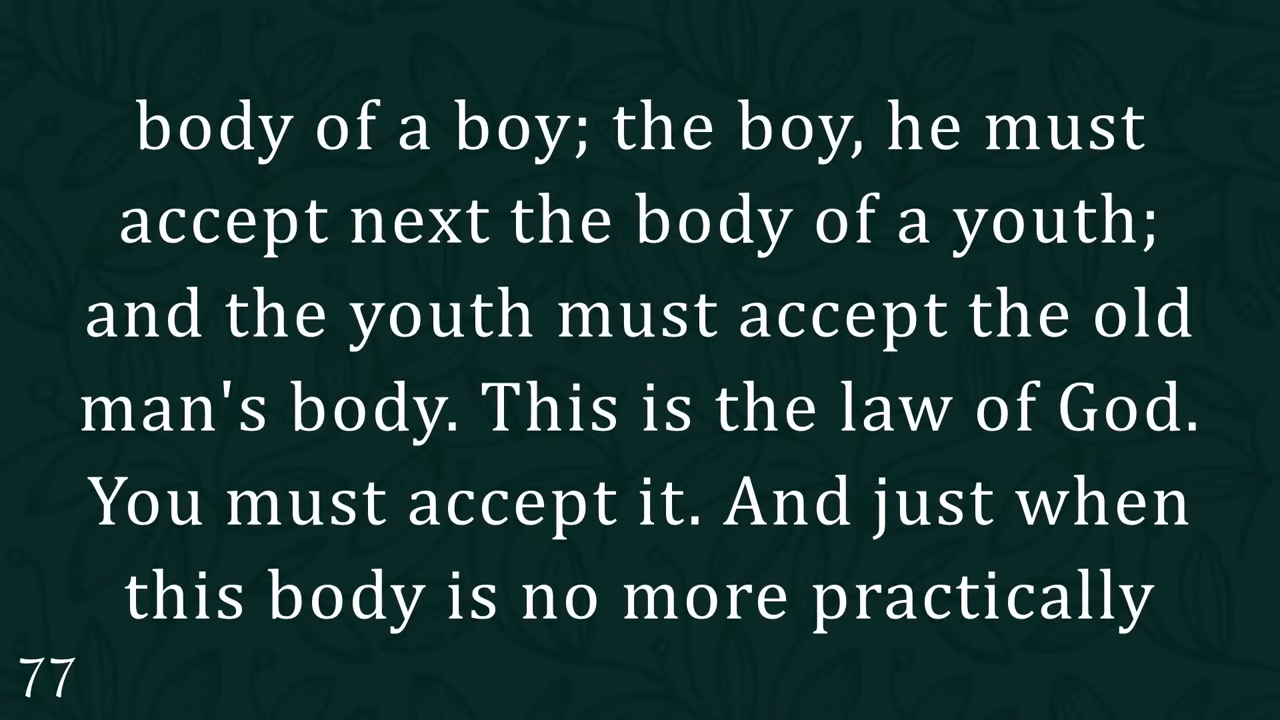 body of a boy; the boy, he must
accept next the body of a youth;
and the youth must accept the old
man's body. This is the law of God.
You must accept it. And just when
this body is no more practically
77